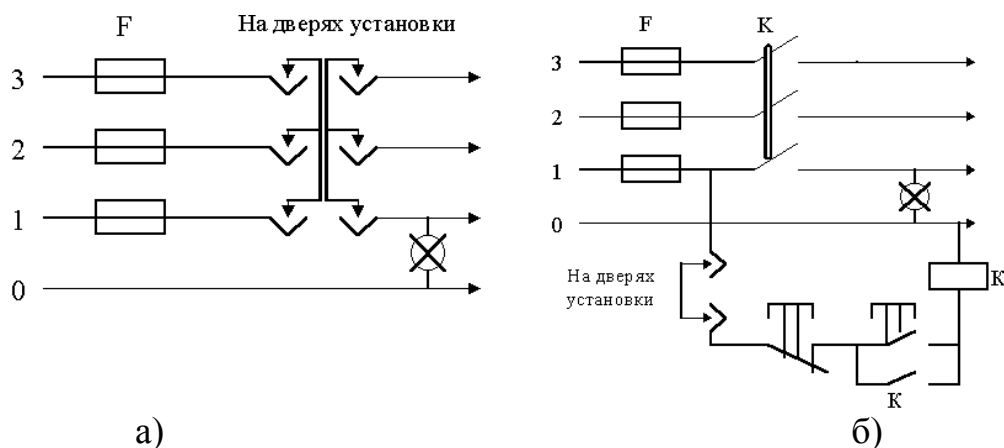 F
На дверях установки
3
2
1
0
а)
F
К
3
2
1
0
На дверях
установки
К
К
б)